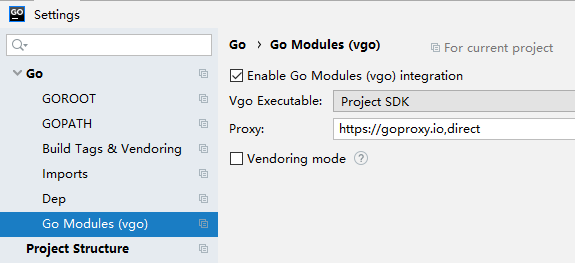 GO
Settings
Go
GOROOT
GOPATH
Build Tags & Vendoring
Imports
Dep
Go Modules (vgo)
Project Structure
Go › Go Modules (vgo) For current project
Enable Go Modules (vgo) integration
Vgo Executable: Project SDK
Proxy: https://goproxy.io,direct
Vendoring mode ?